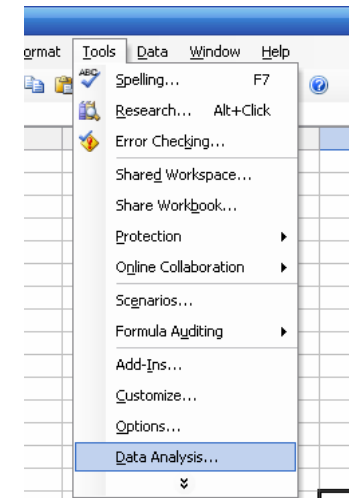 ormat Tools Data Window Help
ABC Spelling... F7
Research... Alt+Click
Error Checking...
Shared Workspace...
Share Workbook...
Protection
Online Collaboration
Scenarios...
Formula Auditing
Add-Ins...
Customize...
Options...
Data Analysis...